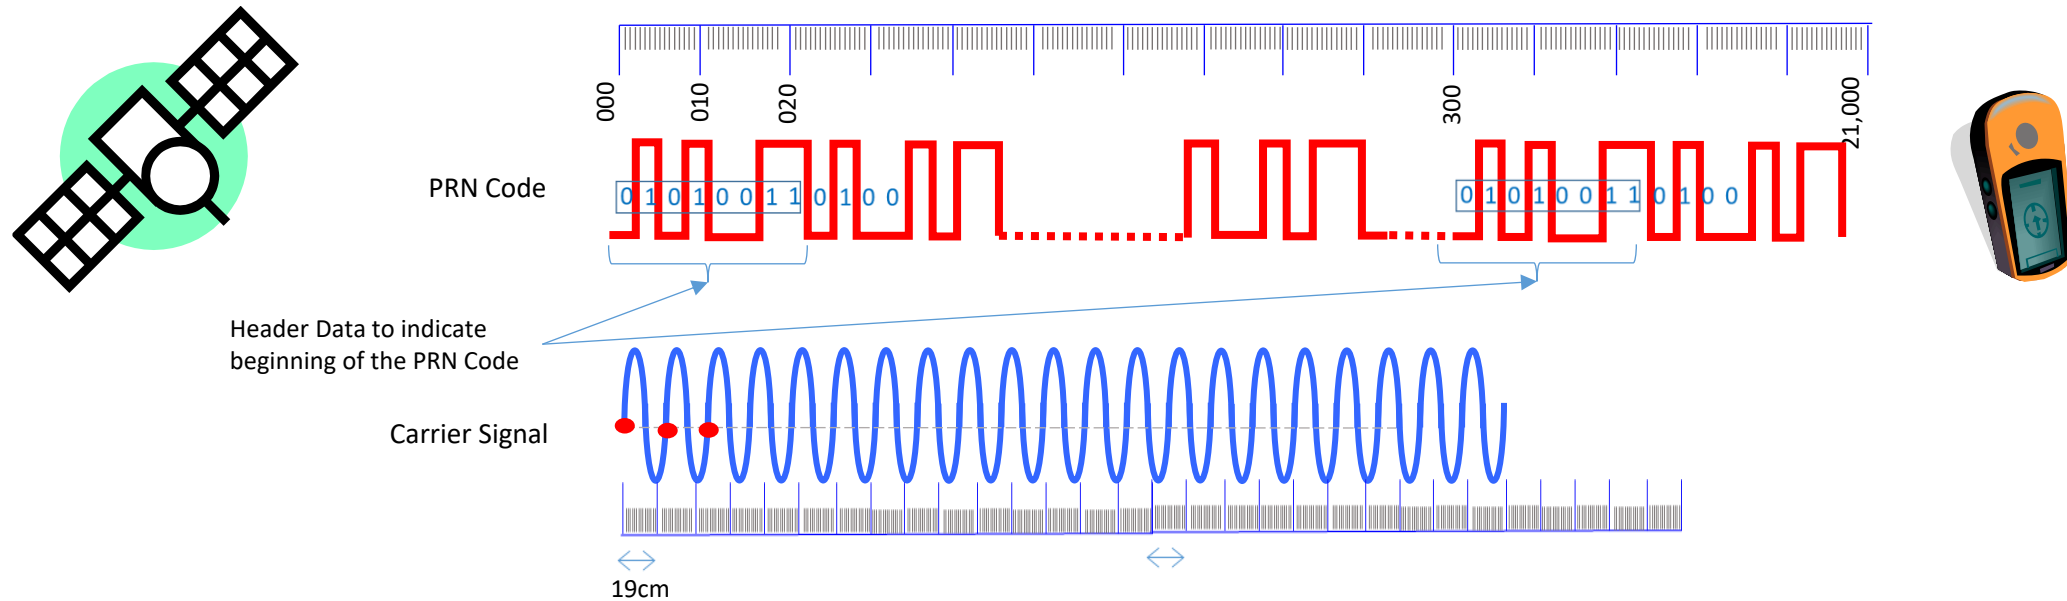 000
010
020
300
21,000
PRN Code
0 1 0 1 0 0 1 1 0 1 0 0
0 1 0 1 0 0 1 1 0 1 0 0
Header Data to indicate
beginning of the PRN Code
Carrier Signal
19cm